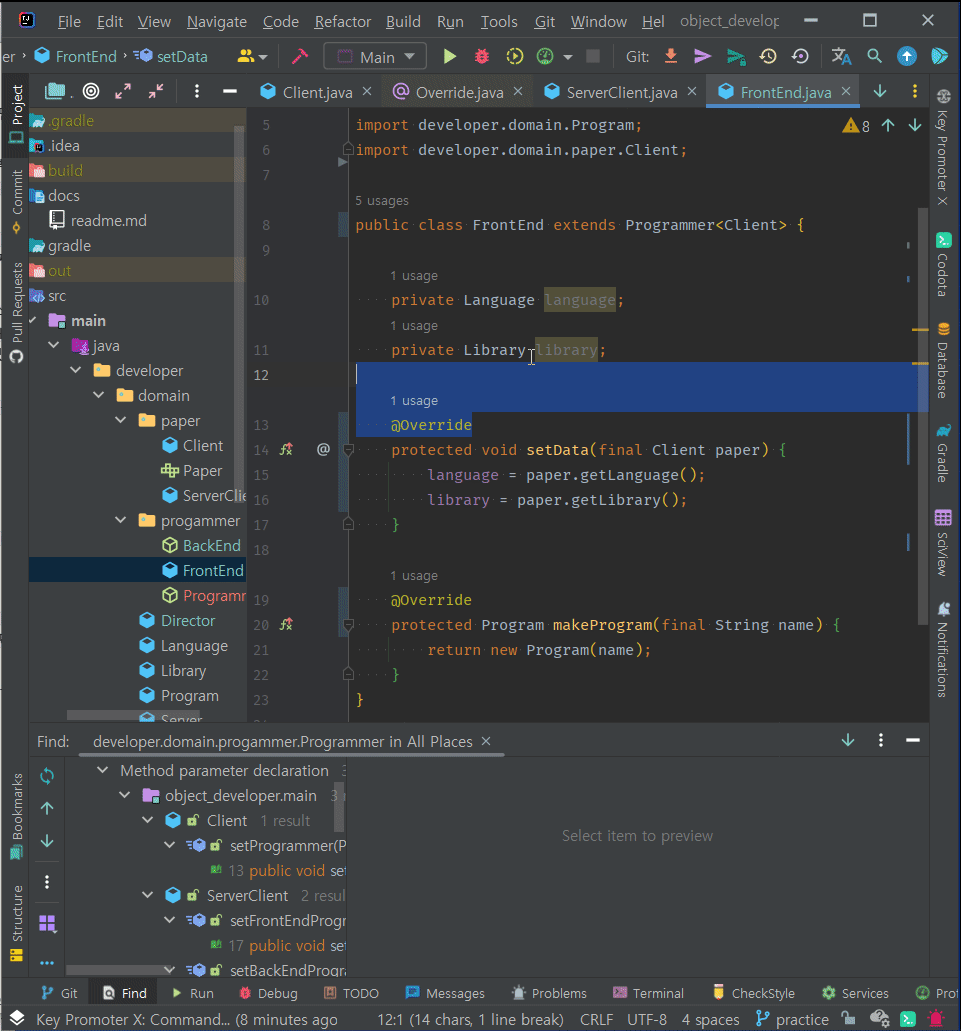 File Edit View Navigate Code Refactor Build Run Tools Git Window Hel object_develop
er › FrontEnd › setData Main Git:
Project
Client.java Override.java ServerClient.java FrontEnd.java
.gradle
.idea
build
docs
readme.md
gradle
out
src
main
java
developer
domain
paper
Client
Paper
ServerClie
progammer
BackEnd
FrontEnd
Programm
Director
Language
Library
Program
Server
Commit
Pull Requests
Bookmarks
Structure
5 import developer.domain.Program;
8
6 import developer.domain.paper.Client;
7
5 usages
8 public class FrontEnd extends Programmer<Client> {
9
1 usage
10 private Language language;
1 usage
11 private Library library;
12
1 usage
13 @Override
14 @ protected void setData(final Client paper) {
15 language = paper.getLanguage();
16 library = paper.getLibrary();
17 }
18
1 usage
19 @Override
20 protected Program makeProgram(final String name) {
21 return new Program(name);
22 }
23 }
Key Promoter X
Codota
Database
Gradle
SciView
Notifications
Find: developer.domain.progammer.Programmer in All Places
Method parameter declaration 3
object_developer.main 3
Client 1 result
setProgrammer(P
13 public void set
ServerClient 2 resul
setFrontEndProgr
17 public void set
setBackEndProgra
Select item to preview
Git Find Run Debug TODO Messages Problems Terminal CheckStyle Services Prof
Key Promoter X: Command... (8 minutes ago 12:1 (14 chars, 1 line break) CRLF UTF-8 4 spaces practice